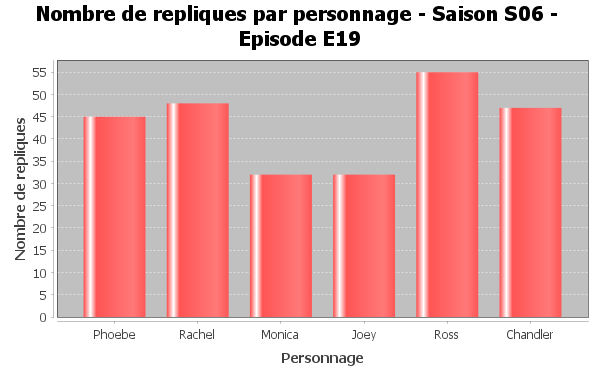 Nombre de repliques par personnage - Saison S06 -
Episode E19
Nombre de repliques
55
50
45
40
35
30
25
20
15
10
5
0
Phoebe Rachel Monica Joey Ross Chandler
Personnage